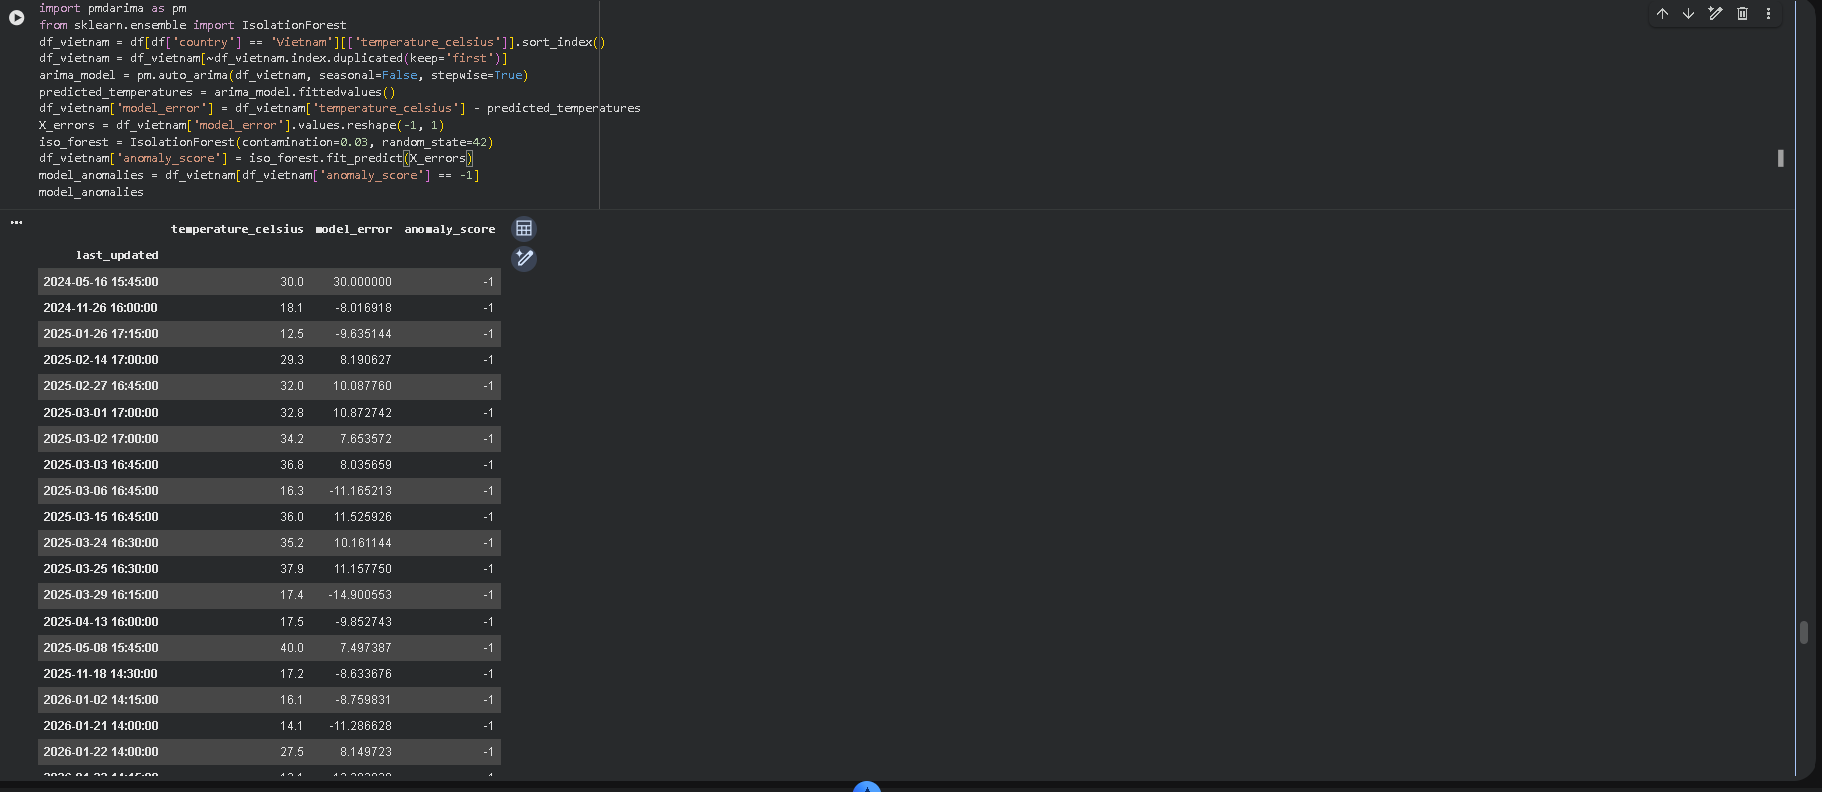 import pmdarima as pm
from sklearn.ensemble import IsolationForest
df_vietnam = df[df['country'] == 'Vietnam'][['temperature_celsius']].sort_index()
df_vietnam = df_vietnam[~df_vietnam.index.duplicated(keep='first')]
arima_model = pm.auto_arima(df_vietnam, seasonal=False, stepwise=True)
predicted_temperatures = arima_model.fittedvalues()
df_vietnam['model_error'] = df_vietnam['temperature_celsius'] - predicted_temperatures
X_errors = df_vietnam['model_error'].values.reshape(-1, 1)
iso_forest = IsolationForest(contamination=0.03, random_state=42)
df_vietnam['anomaly_score'] = iso_forest.fit_predict(X_errors)
model_anomalies = df_vietnam[df_vietnam['anomaly_score'] == -1]
model_anomalies
temperature_celsius model_error anomaly_score
last_updated
2024-05-16 15:45:00 30.0 30.000000 -1
2024-11-26 16:00:00 18.1 -8.016918 -1
2025-01-26 17:15:00 12.5 -9.635144 -1
2025-02-14 17:00:00 29.3 8.190627 -1
2025-02-27 16:45:00 32.0 10.087760 -1
2025-03-01 17:00:00 32.8 10.872742 -1
2025-03-02 17:00:00 34.2 7.653572 -1
2025-03-03 16:45:00 36.8 8.035659 -1
2025-03-06 16:45:00 16.3 -11.165213 -1
2025-03-15 16:45:00 36.0 11.525926 -1
2025-03-24 16:30:00 35.2 10.161144 -1
2025-03-25 16:30:00 37.9 11.157750 -1
2025-03-29 16:15:00 17.4 -14.900553 -1
2025-04-13 16:00:00 17.5 -9.852743 -1
2025-05-08 15:45:00 40.0 7.497387 -1
2025-11-18 14:30:00 17.2 -8.633676 -1
2026-01-02 14:15:00 16.1 -8.759831 -1
2026-01-21 14:00:00 14.1 -11.286628 -1
2026-01-22 14:00:00 27.5 8.149723 -1